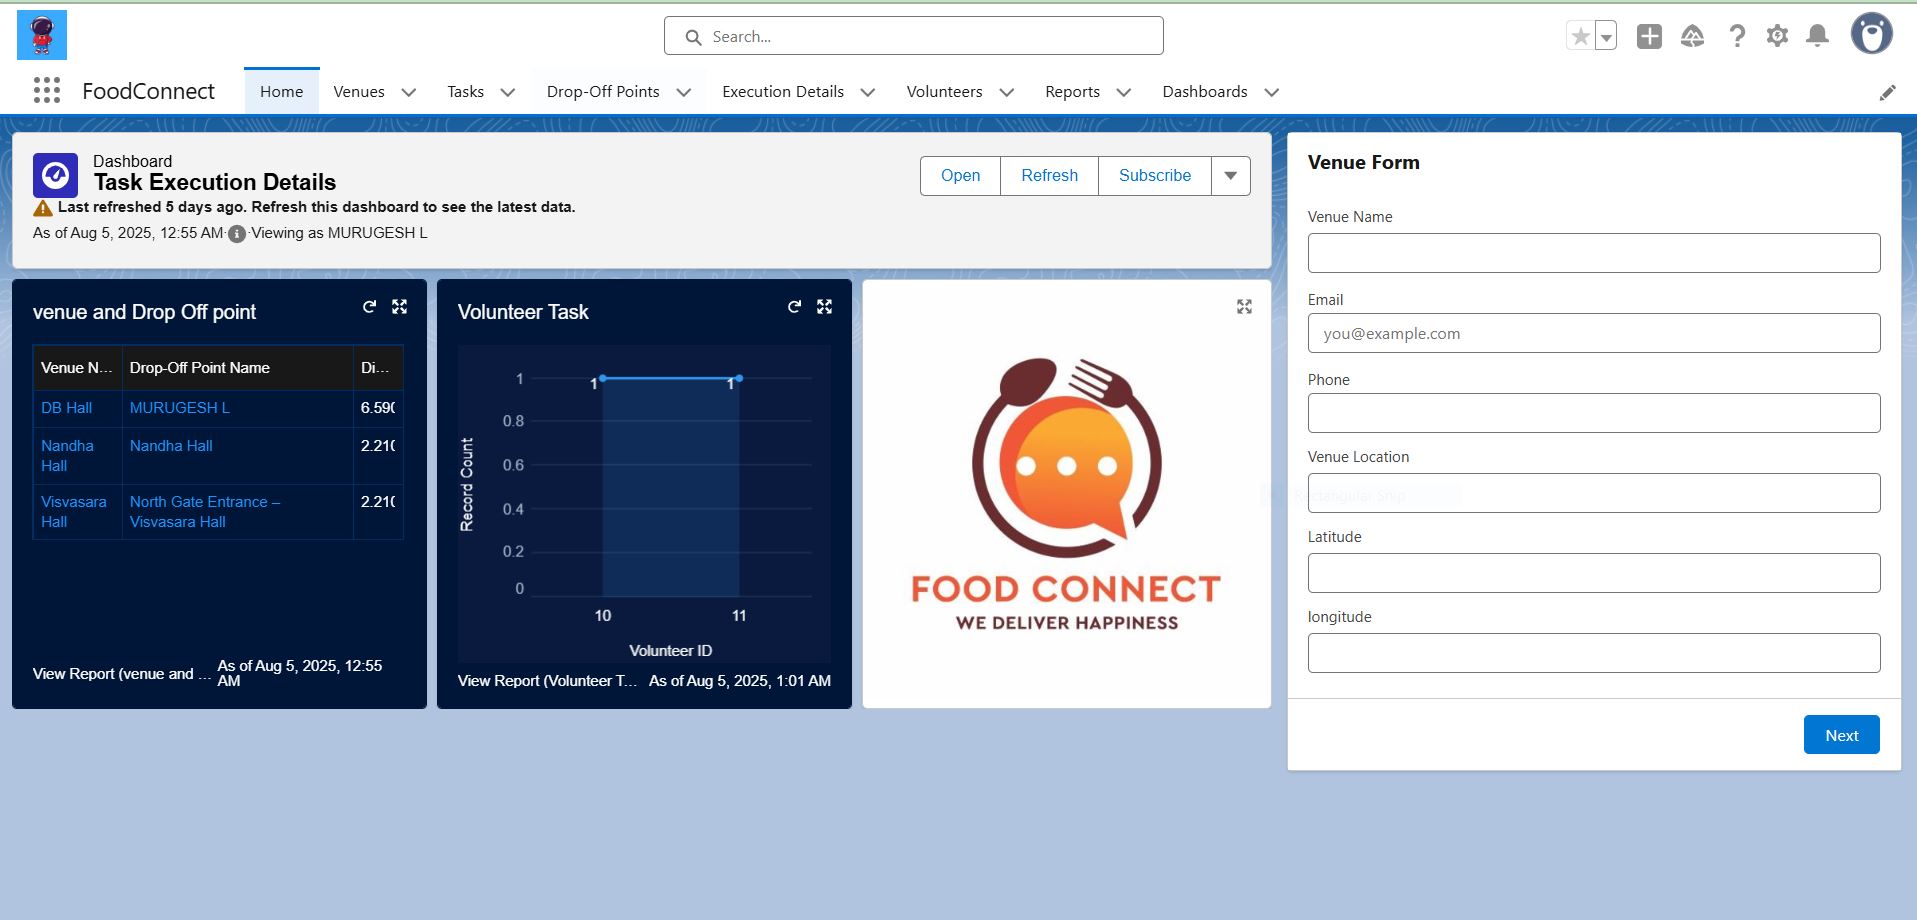 Search...
FoodConnect
Home
Venues
Tasks
Drop-Off Points
Execution Details
Volunteers
Reports
Dashboards
Dashboard
Task Execution Details
Last refreshed 5 days ago. Refresh this dashboard to see the latest data.
As of Aug 5, 2025, 12:55 AM·Viewing as MURUGESH L
Open
Refresh
Subscribe
venue and Drop Off point
Venue N...
Drop-Off Point Name
Di...
DB Hall
MURUGESH L
6.590
Nandha
Hall
Nandha Hall
2.210
Visvasara
Hall
North Gate Entrance –
Visvasara Hall
2.210
View Report (venue and ...
As of Aug 5, 2025, 12:55
AM
Volunteer Task
Record Count
1
0.8
0.6
0.4
0.2
0
1
1
10
11
Volunteer ID
View Report (Volunteer T...
As of Aug 5, 2025, 1:01 AM
FOOD CONNECT
WE DELIVER HAPPINESS
Venue Form
Venue Name
Email
you@example.com
Phone
Venue Location
Rectangular Snip
Latitude
longitude
Next